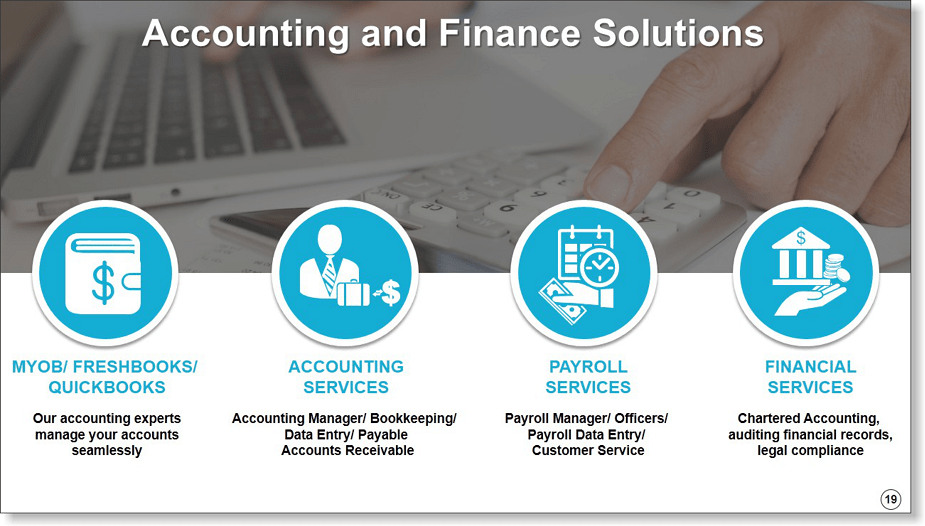 Accounting and Finance Solutions
MYOB/ FRESHBOOKS/
QUICKBOOKS
Our accounting experts
manage your accounts
seamlessly
ACCOUNTING
SERVICES
Accounting Manager/ Bookkeeping/
Data Entry/ Payable
Accounts Receivable
PAYROLL
SERVICES
Payroll Manager/ Officers/
Payroll Data Entry/
Customer Service
FINANCIAL
SERVICES
Chartered Accounting,
auditing financial records,
legal compliance
19